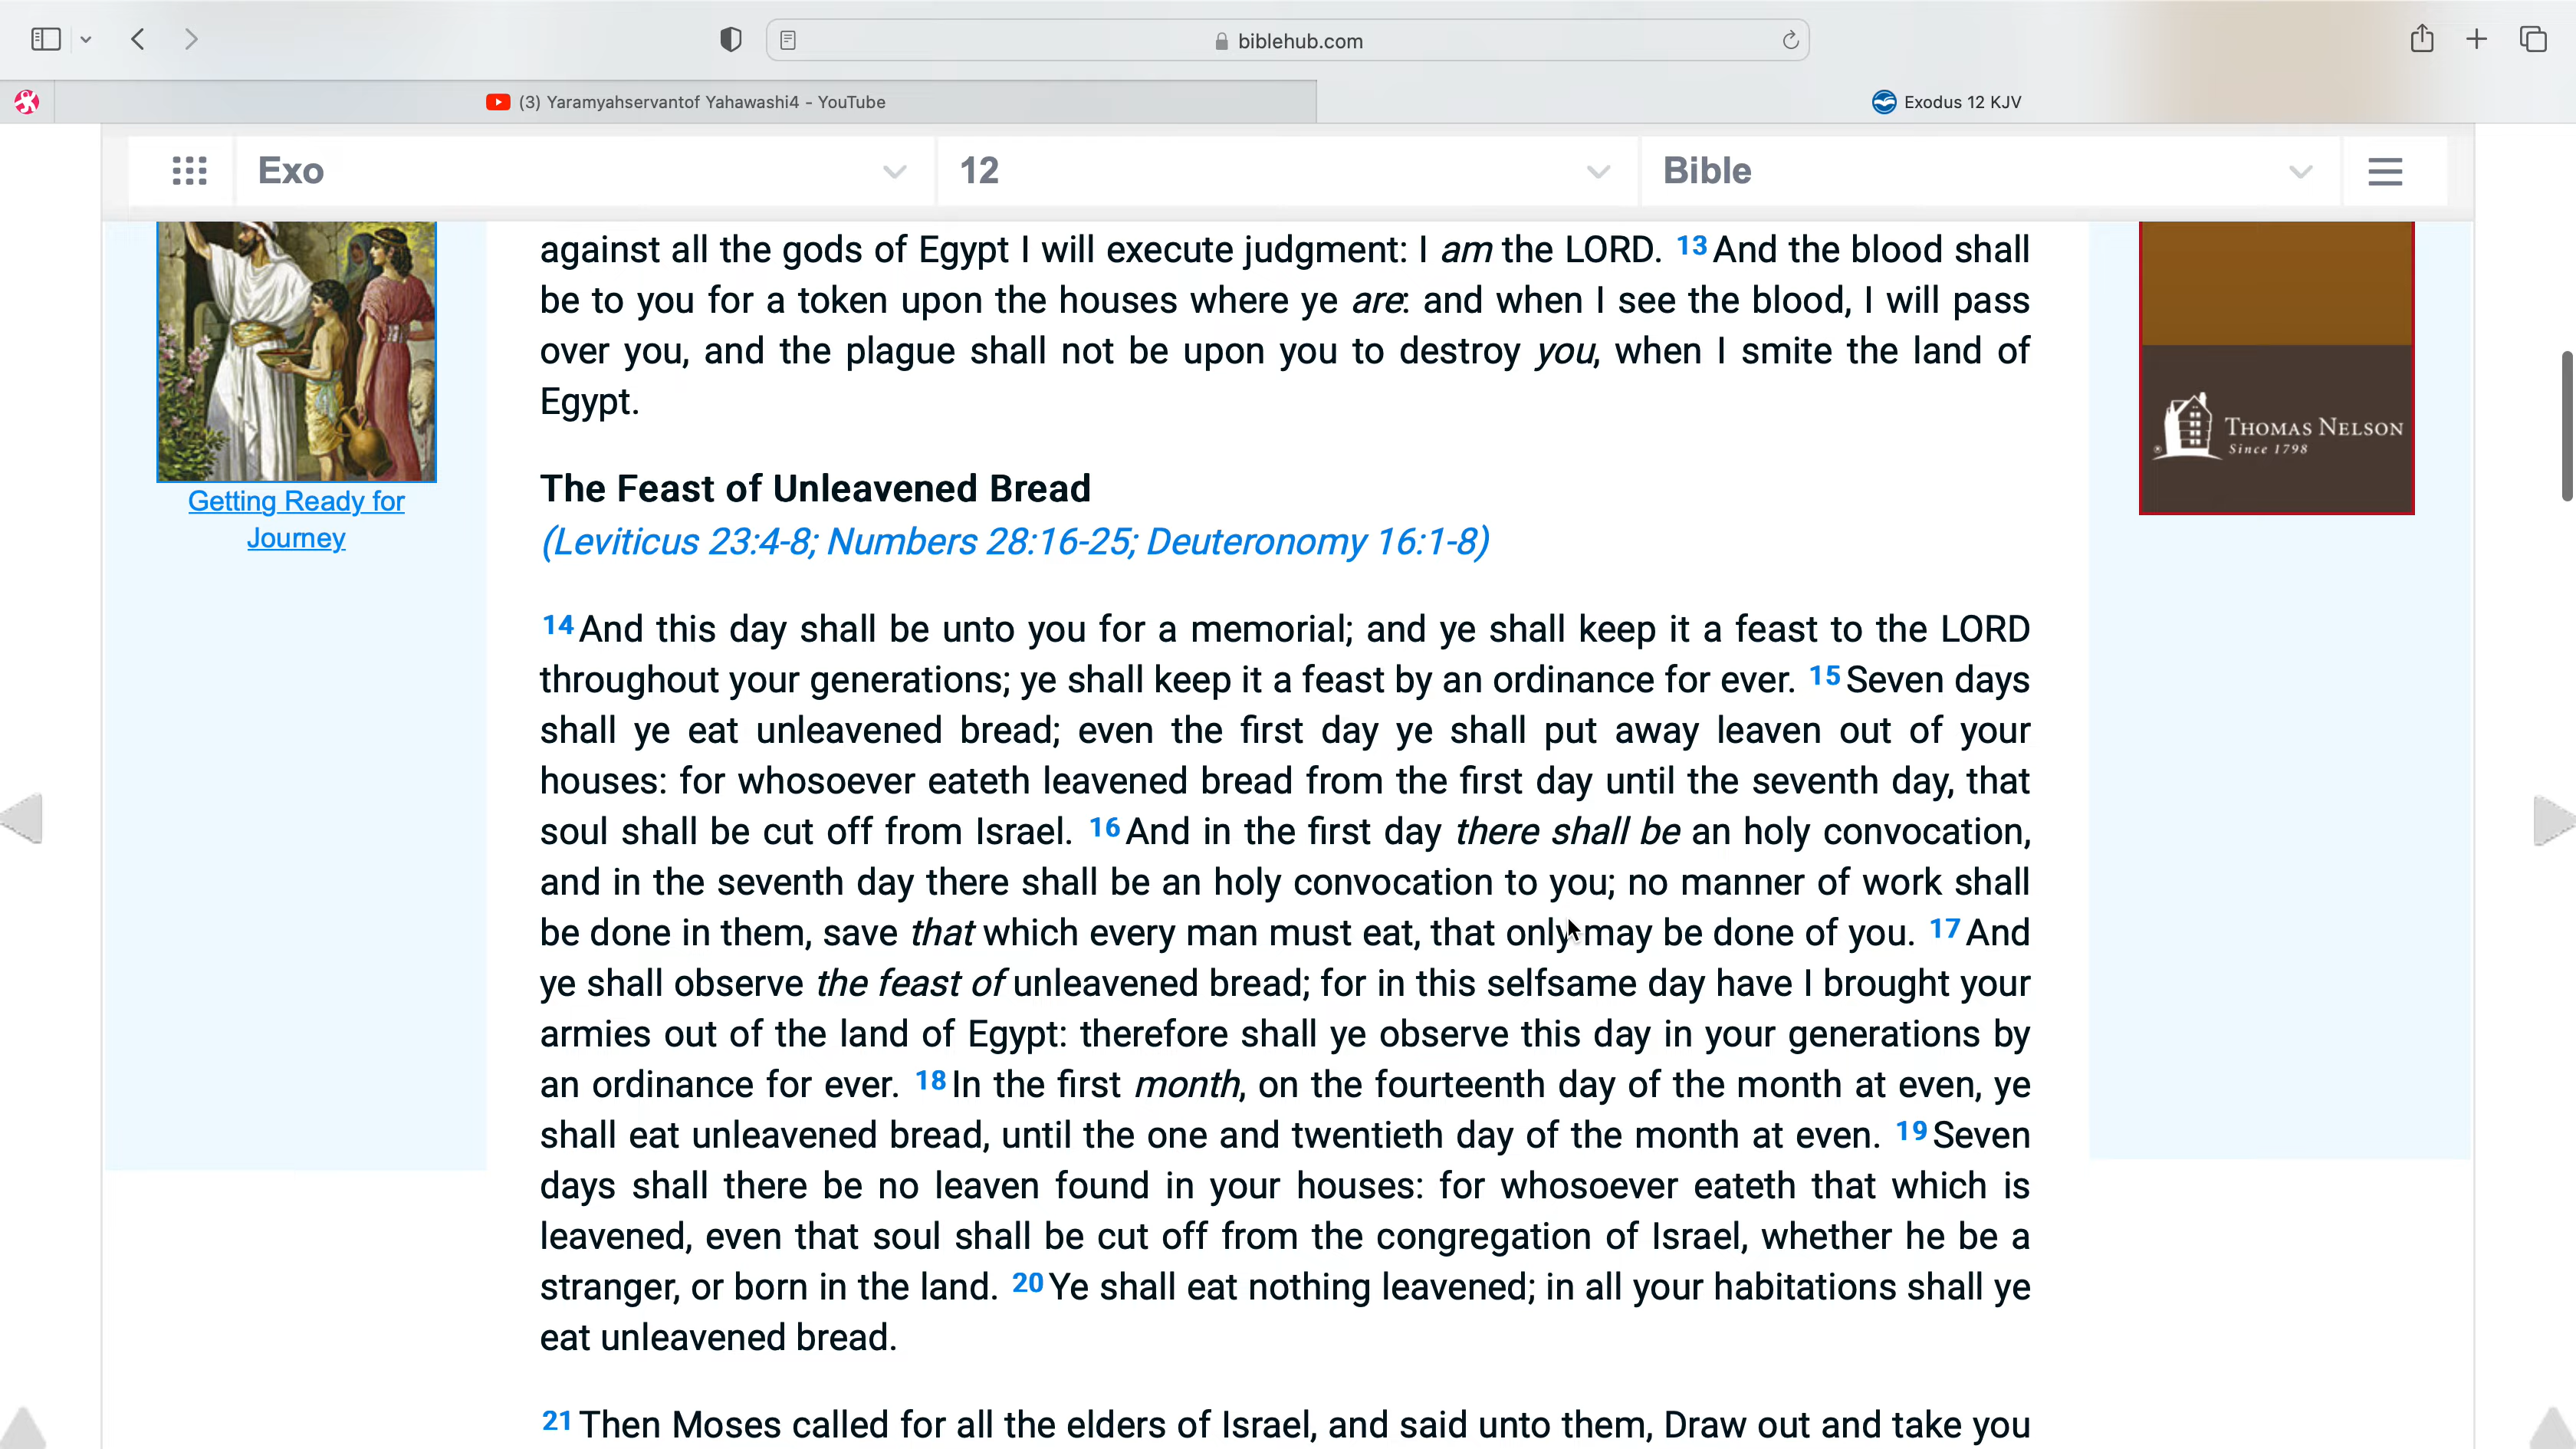 biblehub.com
(3) Yaramyahservantof Yahawashi4 - YouTube
Exodus 12 KJV
Exo
12
Bible
against all the gods of Egypt I will execute judgment: I am the LORD. 13 And the blood shall
be to you for a token upon the houses where ye are: and when I see the blood, I will pass
over you, and the plague shall not be upon you to destroy you, when I smite the land of
Egypt.
Getting Ready for
Journey
THOMAS NELSON
Since 1798
The Feast of Unleavened Bread
(Leviticus 23:4-8; Numbers 28:16-25; Deuteronomy 16:1-8)
14 And this day shall be unto you for a memorial; and ye shall keep it a feast to the LORD
throughout your generations; ye shall keep it a feast by an ordinance for ever. 15 Seven days
shall ye eat unleavened bread; even the first day ye shall put away leaven out of your
houses: for whosoever eateth leavened bread from the first day until the seventh day, that
soul shall be cut off from Israel. 16 And in the first day there shall be an holy convocation,
and in the seventh day there shall be an holy convocation to you; no manner of work shall
be done in them, save that which every man must eat, that only may be done of you. 17 And
ye shall observe the feast of unleavened bread; for in this selfsame day have I brought your
armies out of the land of Egypt: therefore shall ye observe this day in your generations by
an ordinance for ever. 18 In the first month, on the fourteenth day of the month at even, ye
shall eat unleavened bread, until the one and twentieth day of the month at even. 19 Seven
days shall there be no leaven found in your houses: for whosoever eateth that which is
leavened, even that soul shall be cut off from the congregation of Israel, whether he be a
stranger, or born in the land. 20 Ye shall eat nothing leavened; in all your habitations shall ye
eat unleavened bread.
21 Then Moses called for all the elders of Israel, and said unto them, Draw out and take you